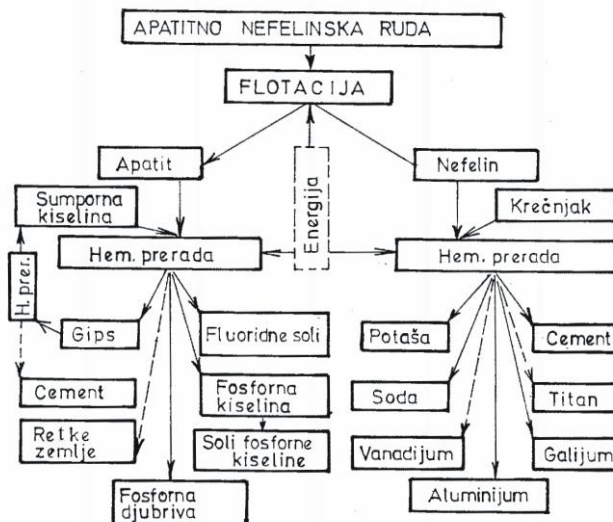 APATITNO NEFELINSKA RUDA
FLOTACIJA
Apatit
Nefelin
Energija
Sumporna
kiselina
Krečnjak
Hem. prerada
Hem. prerada
H. prer.
Gips
Fluoridne soli
Potaša
Cement
Cement
Fosforna
kiselina
Soda
Titan
Retke
zemlje
Soli fosforne
kiseline
Vanadijum
Galijum
Fosforna
djubriva
Aluminijum